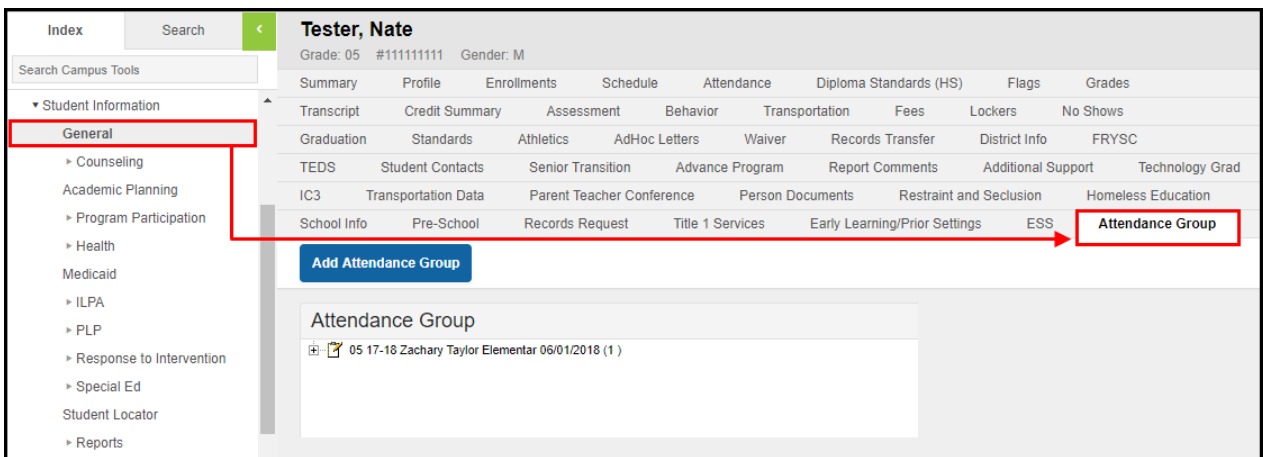 Index Search <
Search Campus Tools
Student Information
General
Counseling
Academic Planning
Program Participation
Health
Medicaid
ILPA
PLP
Response to Intervention
Special Ed
Student Locator
Reports
Tester, Nate
Grade: 05 #111111111 Gender: M
Summary Profile Enrollments Schedule Attendance Diploma Standards (HS) Flags Grades
Transcript Credit Summary Assessment Behavior Transportation Fees Lockers No Shows
Graduation Standards Athletics AdHoc Letters Waiver Records Transfer District Info FRYSC
TEDS Student Contacts Senior Transition Advance Program Report Comments Additional Support Technology Grad
IC3 Transportation Data Parent Teacher Conference Person Documents Restraint and Seclusion Homeless Education
School Info Pre-School Records Request Title 1 Services Early Learning/Prior Settings ESS Attendance Group
Add Attendance Group
Attendance Group
05 17-18 Zachary Taylor Elementar 06/01/2018 (1 )